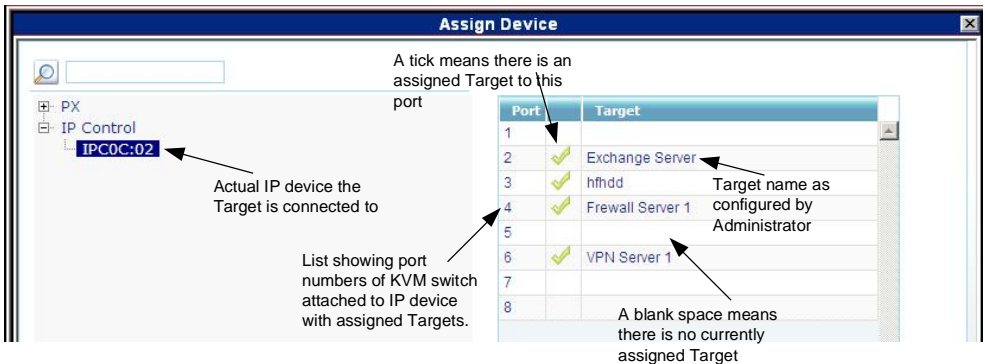 Assign Device
A tick means there is an
assigned Target to this
port
PX
IP Control
IPC0C:02
Actual IP device the
Target is connected to
List showing port
numbers of KVM switch
attached to IP device
with assigned Targets.
Port Target
1
2 Exchange Server
3 hfhdd
4 Frewall Server 1
5
6 VPN Server 1
7
8
Target name as
configured by
Administrator
A blank space means
there is no currently
assigned Target